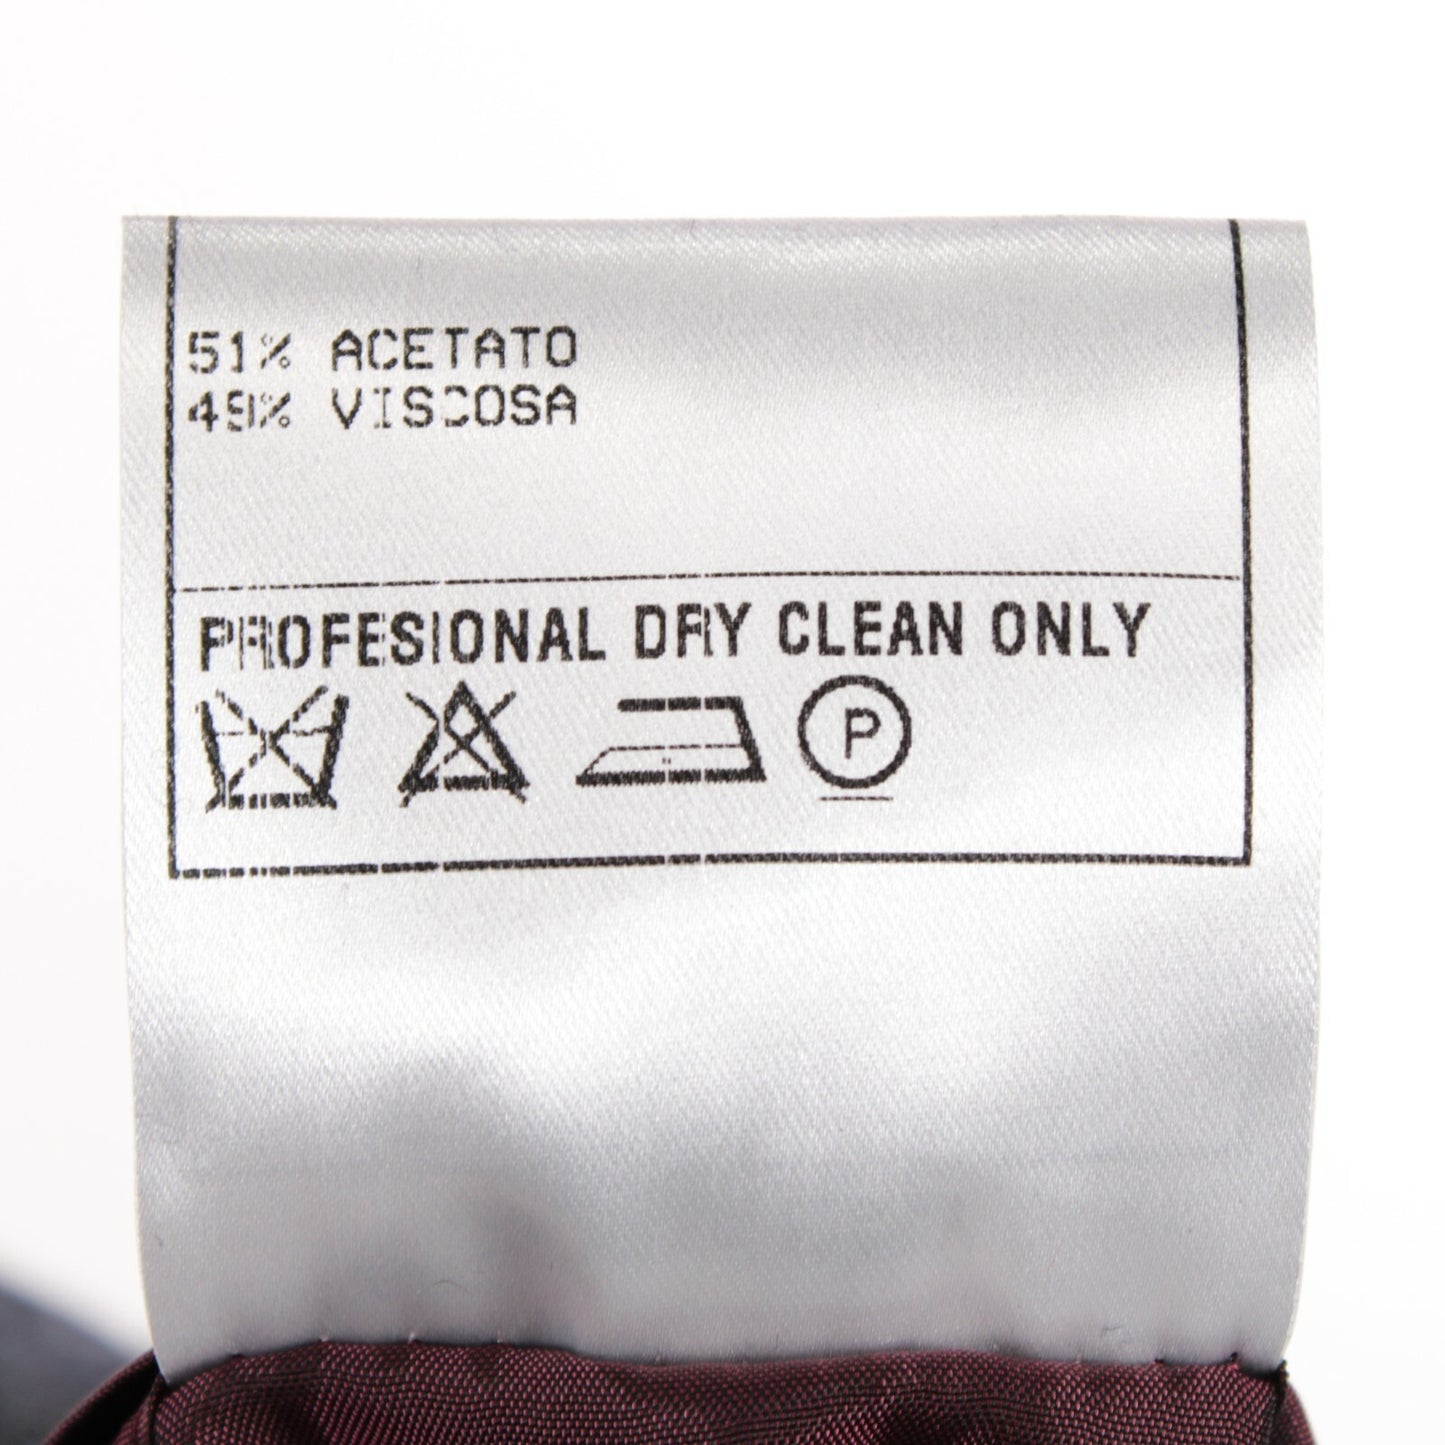 51% ACETATO
49% VISCOSA
PROFESIONAL DRY CLEAN ONLY
P